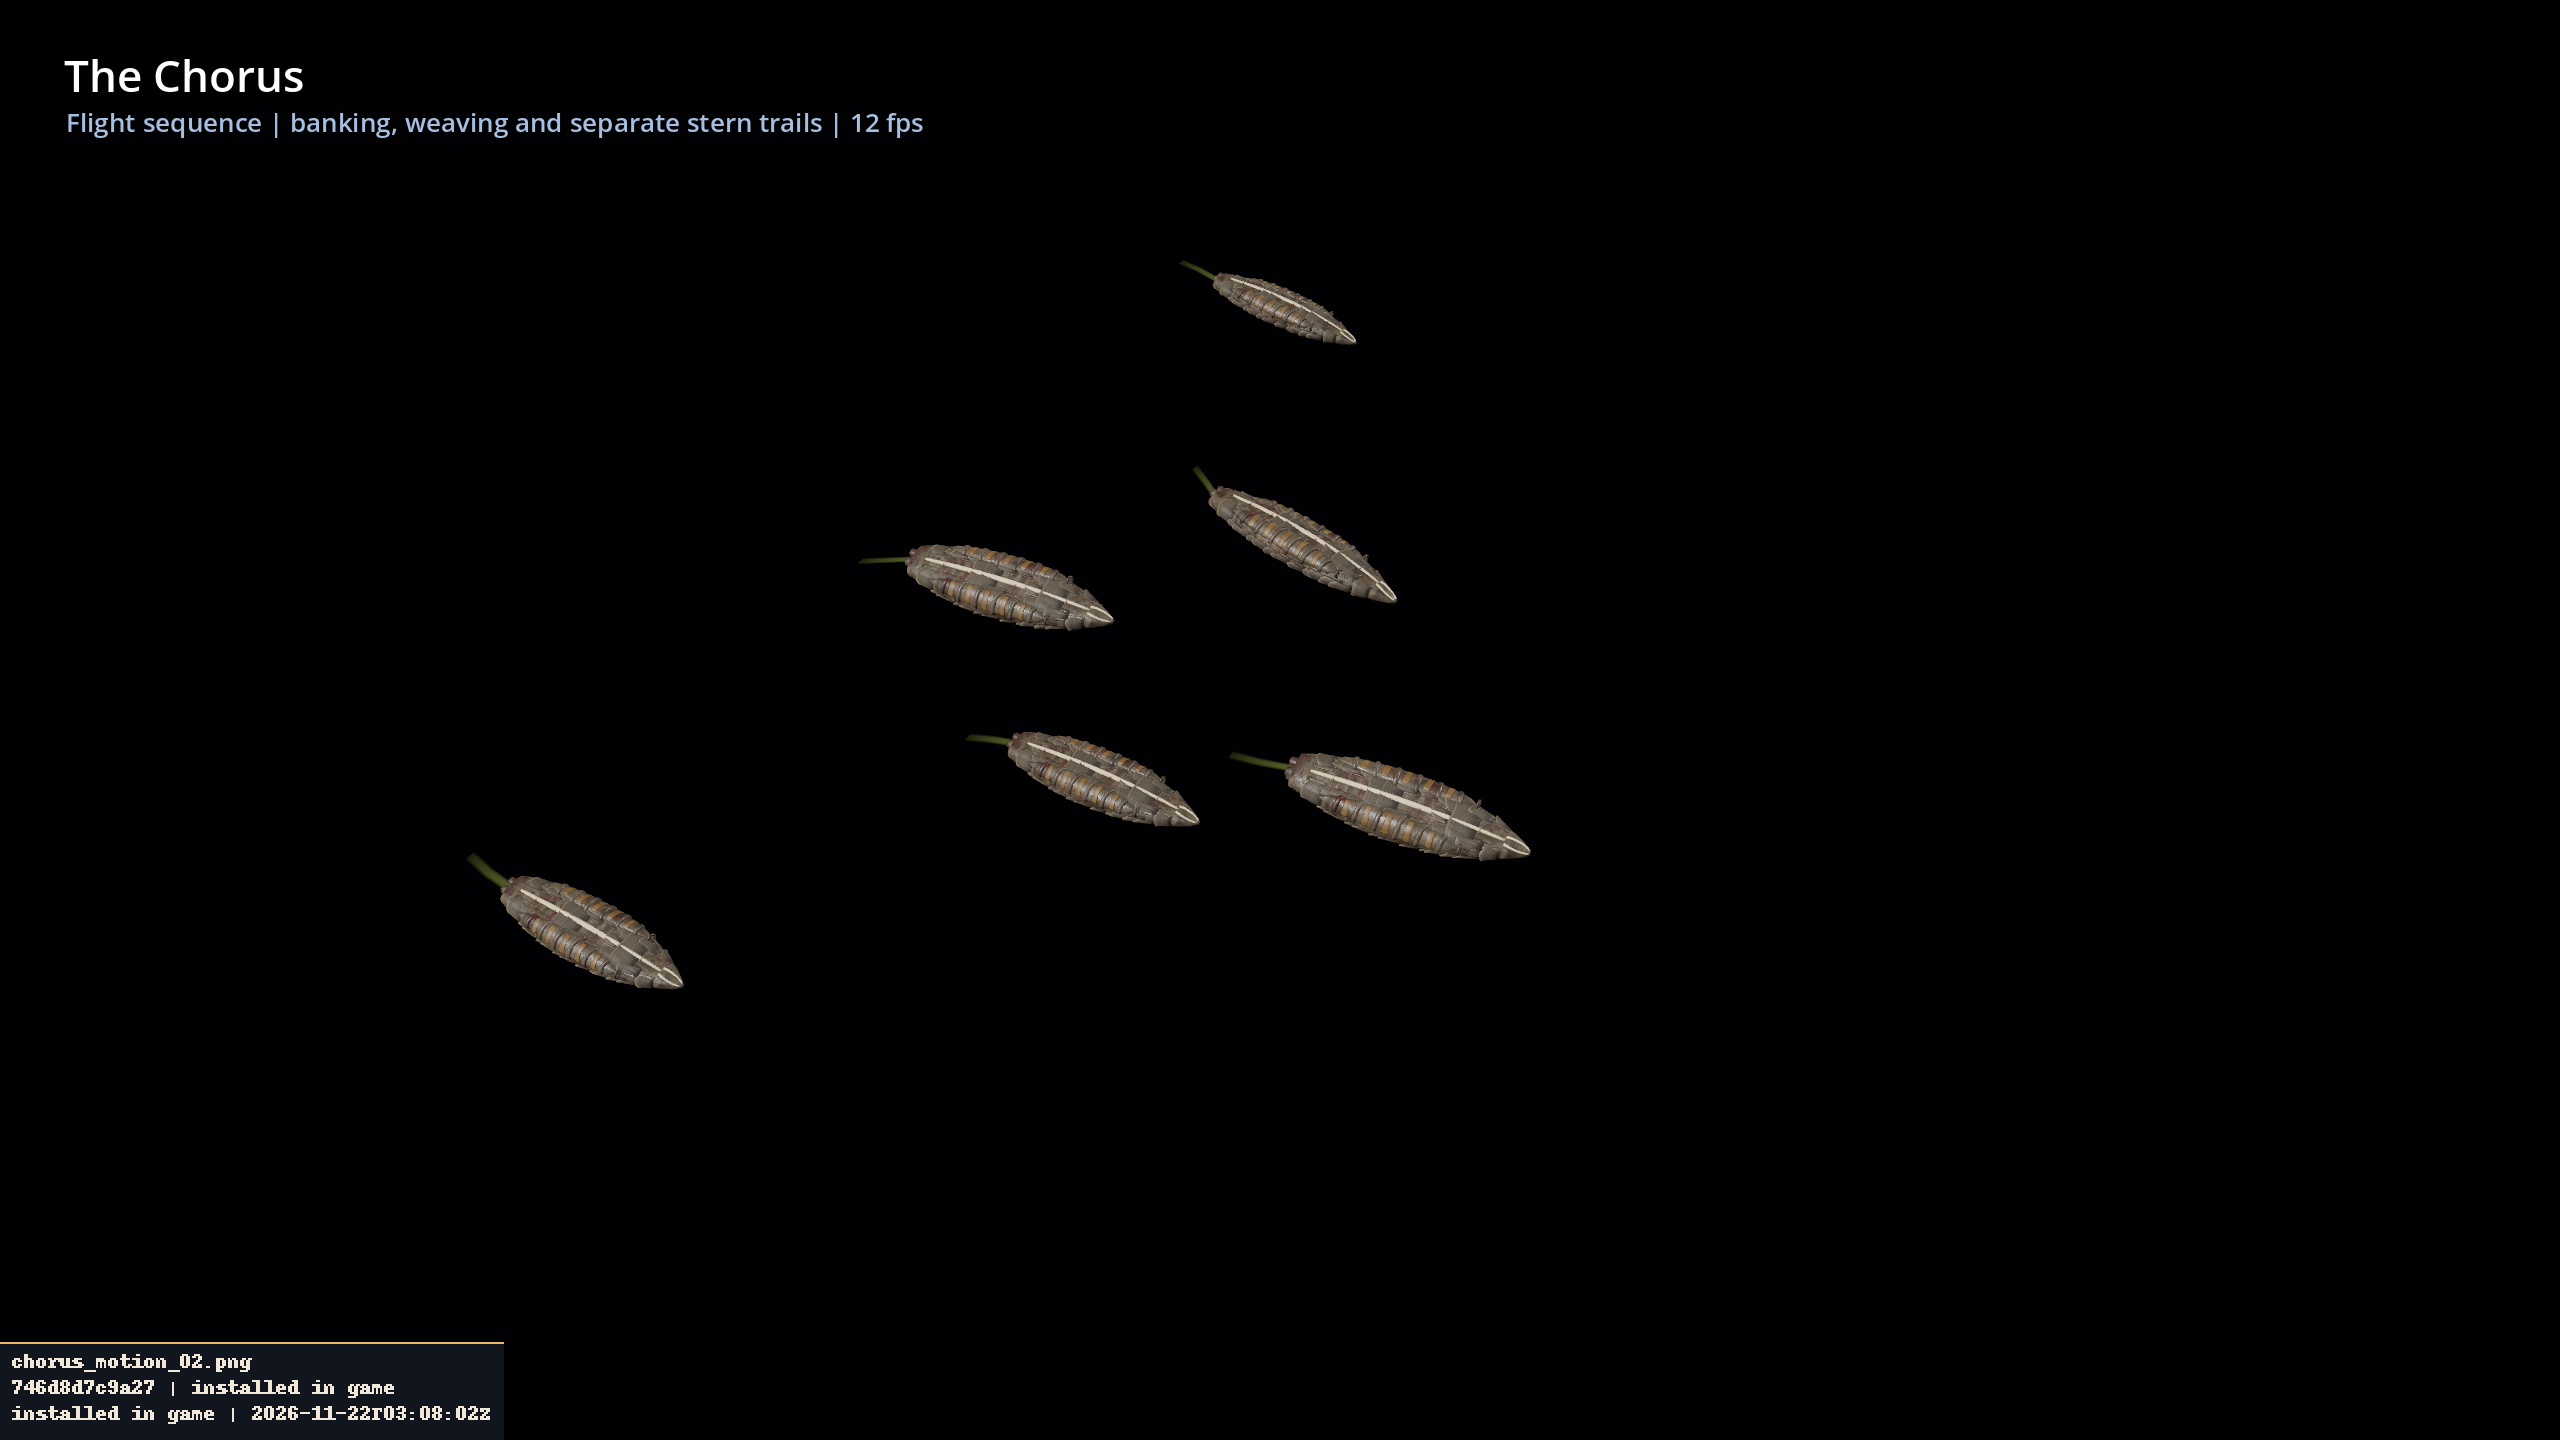 The Chorus
Flight sequence | banking, weaving and separate stern trails | 12 fps
chorus_motion_02.png
746d8d7c9a27 | installed in game
installed in game | 2026-11-22T03:08:02Z